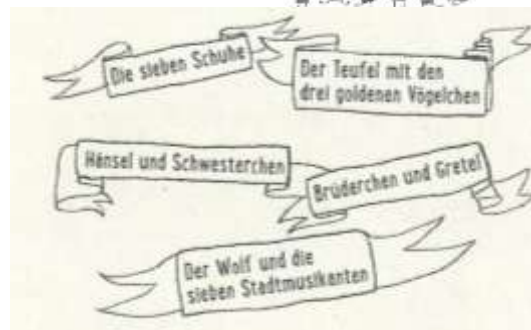 Die sieben Schuhe
Der Teufel mit den
drei goldenen Vögelchen
Hänsel und Schwesterchen
Brüderchen und Gretel
Der Wolf und die
sieben Stadtmusikanten